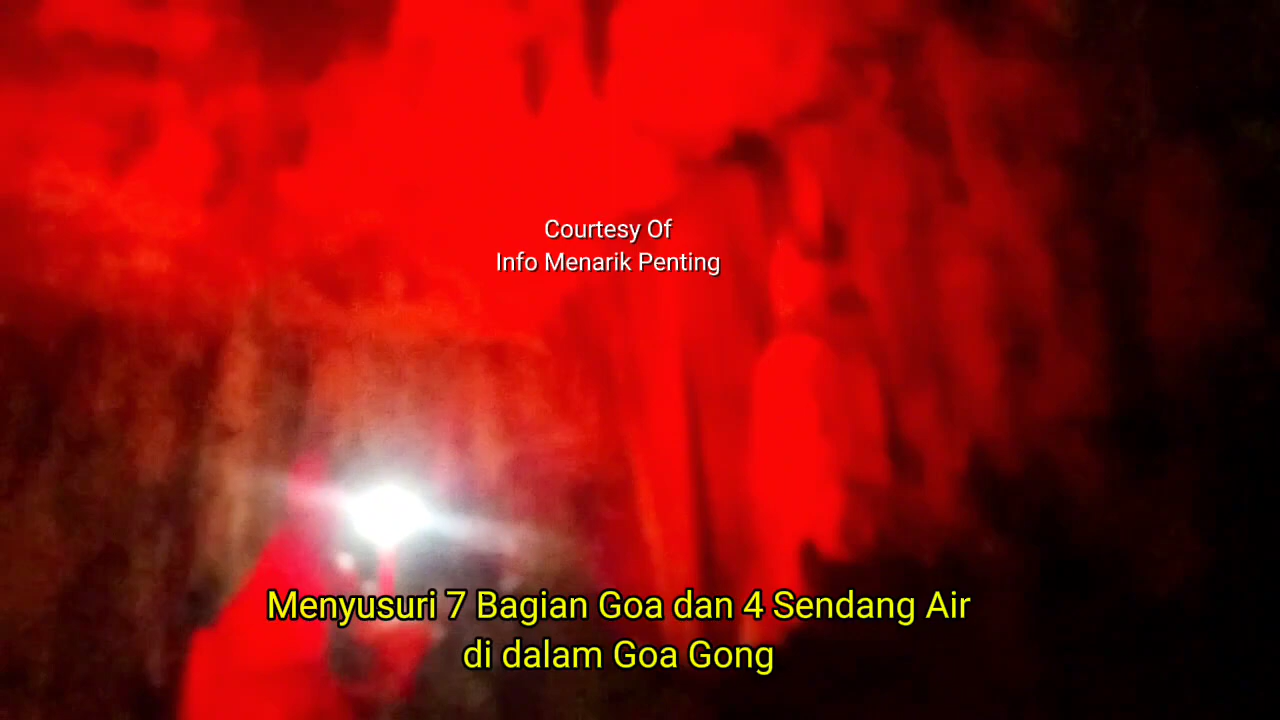 Courtesy Of
Info Menarik Penting
Menyusuri 7 Bagian Goa dan 4 Sendang Air
di dalam Goa Gong